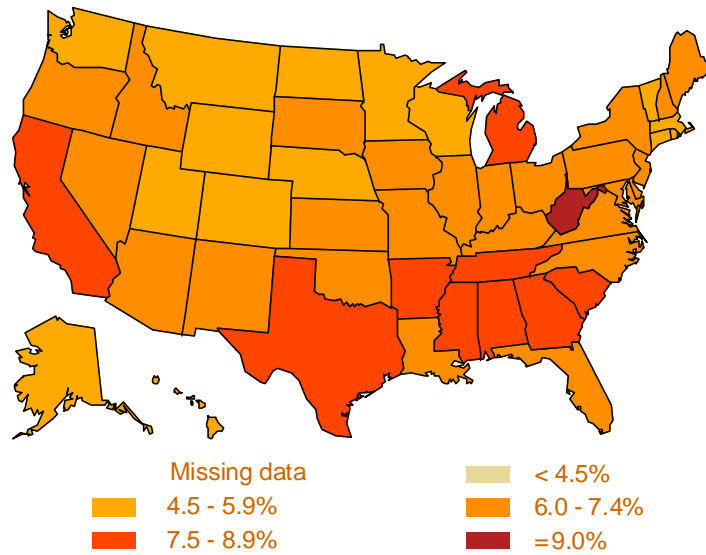 Missing data
< 4.5%
4.5 - 5.9%
6.0 - 7.4%
7.5 - 8.9%
=9.0%